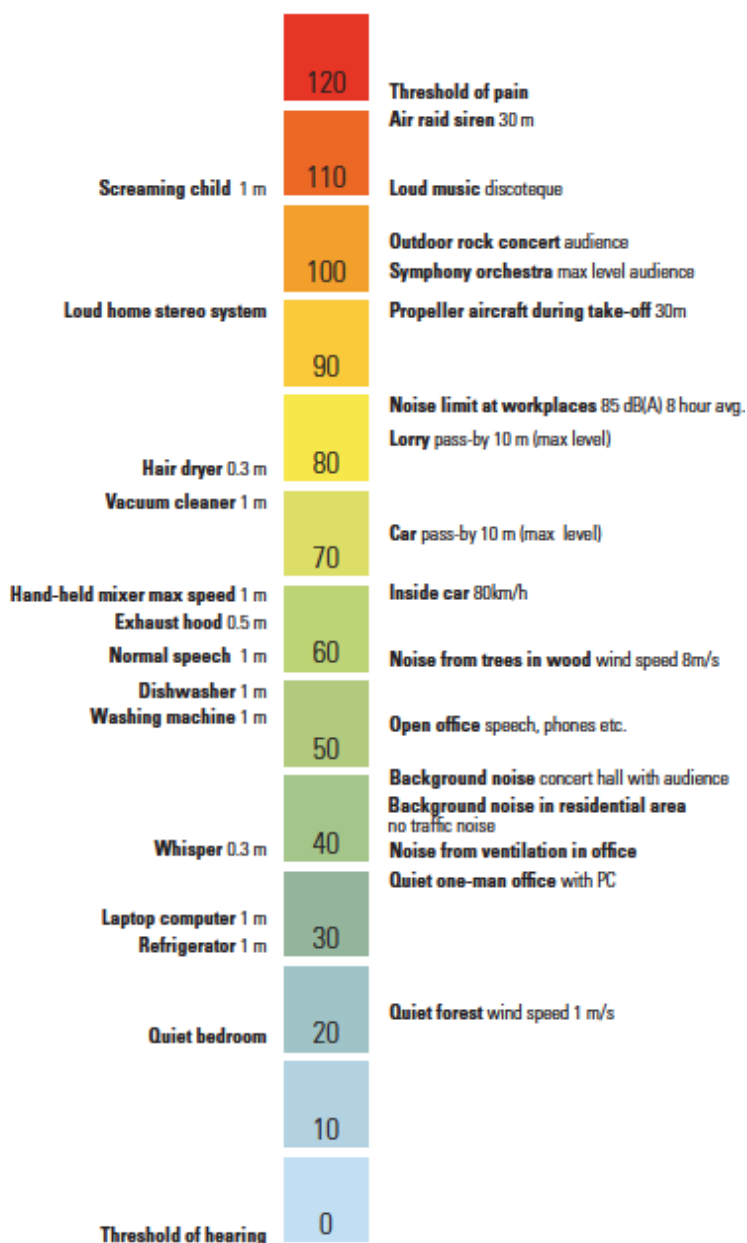 120
Threshold of pain
Air raid siren 30 m
Screaming child 1 m
110
Loud music discoteque
Outdoor rock concert audience
100
Symphony orchestra max level audience
Loud home stereo system
Propeller aircraft during take-off 30m
90
Noise limit at workplaces 85 dB(A) 8 hour avg.
Lorry pass-by 10 m (max level)
Hair dryer 0.3 m
80
Vacuum cleaner 1 m
Car pass-by 10 m (max level)
70
Hand-held mixer max speed 1 m
Inside car 80km/h
Exhaust hood 0.5 m
Normal speech 1 m
60
Noise from trees in wood wind speed 8m/s
Dishwasher 1 m
Washing machine 1 m
Open office speech, phones etc.
50
Background noise concert hall with audience
Background noise in residential area
no traffic noise
Whisper 0.3 m
40
Noise from ventilation in office
Quiet one-man office with PC
Laptop computer 1 m
30
Refrigerator 1 m
Quiet forest wind speed 1 m/s
Quiet bedroom
20
10
0
Threshold of hearing